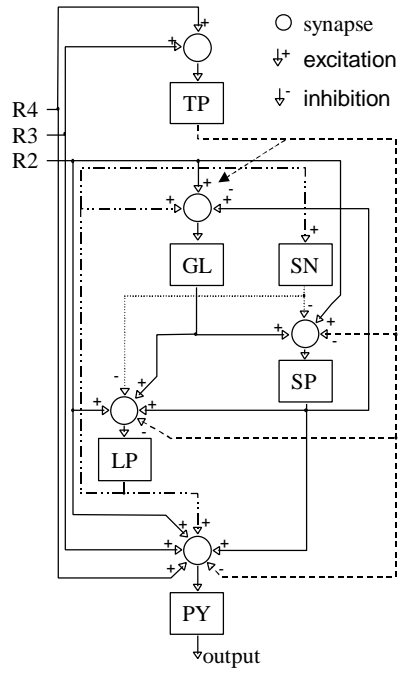 synapse
+ excitation
- inhibition
+
+
TP
R4
R3
R2
+ -
+ +
+
GL
SN
-
+ +
-
SP
- +
+ +
-
LP
+ +
+ +
+ -
PY
output